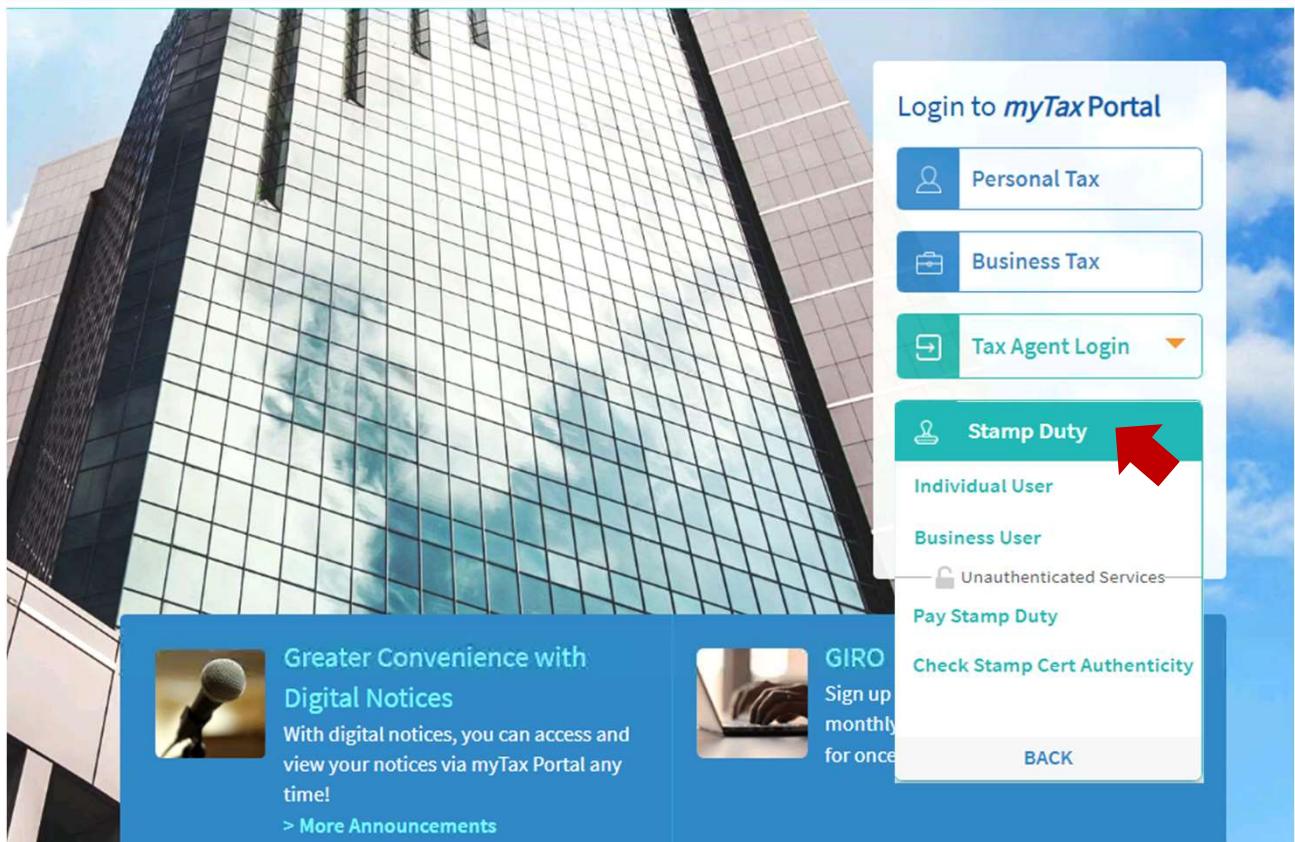 Login to myTax Portal
Personal Tax
Business Tax
Tax Agent Login
Stamp Duty
Individual User
Business User
Unauthenticated Services
Pay Stamp Duty
Check Stamp Cert Authenticity
BACK
Greater Convenience with
Digital Notices
With digital notices, you can access and
view your notices via myTax Portal any
time!
> More Announcements
GIRO
Sign up
monthly
for once